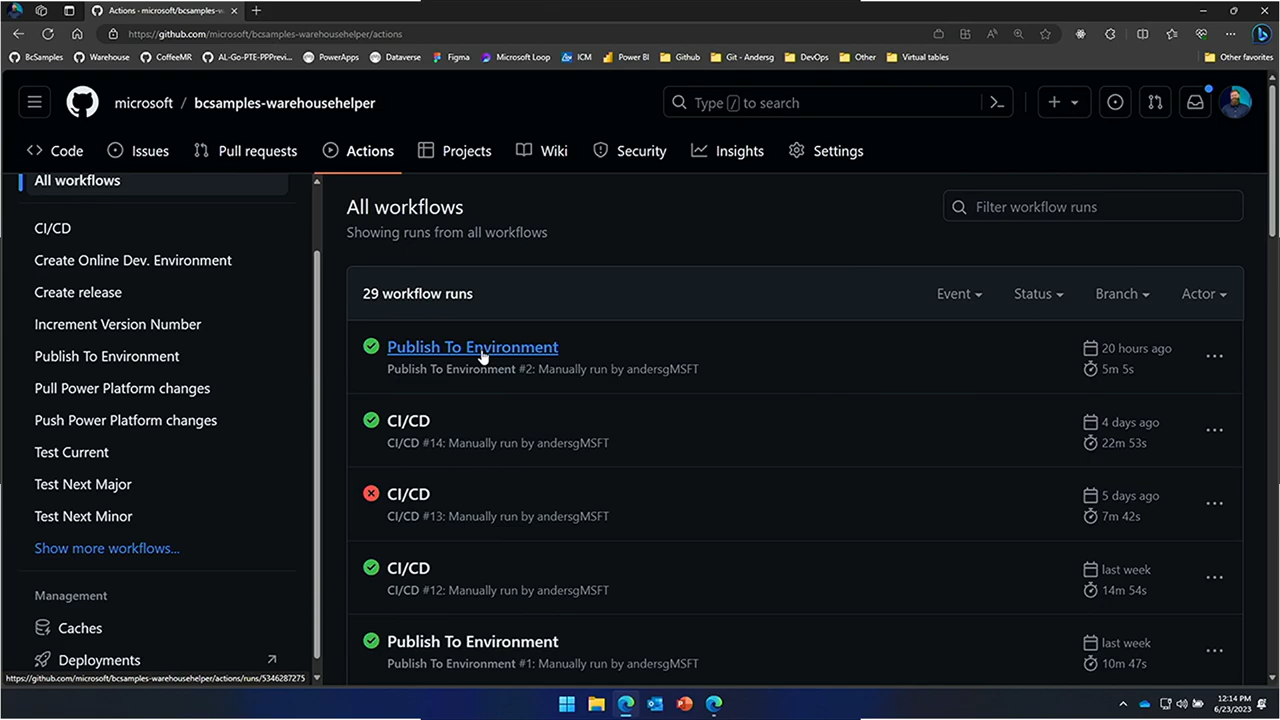 Actions - microsoft/bcsamples-w
https://github.com/microsoft/bcsamples-warehousehelper/actions
BcSamples
Warehouse
CoffeeMR
AL-Go-PTE-PPPrevi...
PowerApps
Dataverse
Figma
Microsoft Loop
ICM
Power BI
Github
Git - Andersg
DevOps
Other
Virtual tables
Other favorites
microsoft / bcsamples-warehousehelper
Type / to search
Code
Issues
Pull requests
Actions
Projects
Wiki
Security
Insights
Settings
All workflows
CI/CD
Create Online Dev. Environment
Create release
Increment Version Number
Publish To Environment
Pull Power Platform changes
Push Power Platform changes
Test Current
Test Next Major
Test Next Minor
Show more workflows...
Management
Caches
Deployments
https://github.com/microsoft/bcsamples-warehousehelper/actions/runs/5346287275
All workflows
Showing runs from all workflows
Filter workflow runs
29 workflow runs
Event
Status
Branch
Actor
Publish To Environment
Publish To Environment #2: Manually run by andersgMSFT
20 hours ago
5m 5s
CI/CD
CI/CD #14: Manually run by andersgMSFT
4 days ago
22m 53s
CI/CD
CI/CD #13: Manually run by andersgMSFT
5 days ago
7m 42s
CI/CD
CI/CD #12: Manually run by andersgMSFT
last week
14m 54s
Publish To Environment
Publish To Environment #1: Manually run by andersgMSFT
last week
10m 47s
12:14 PM
6/23/2023